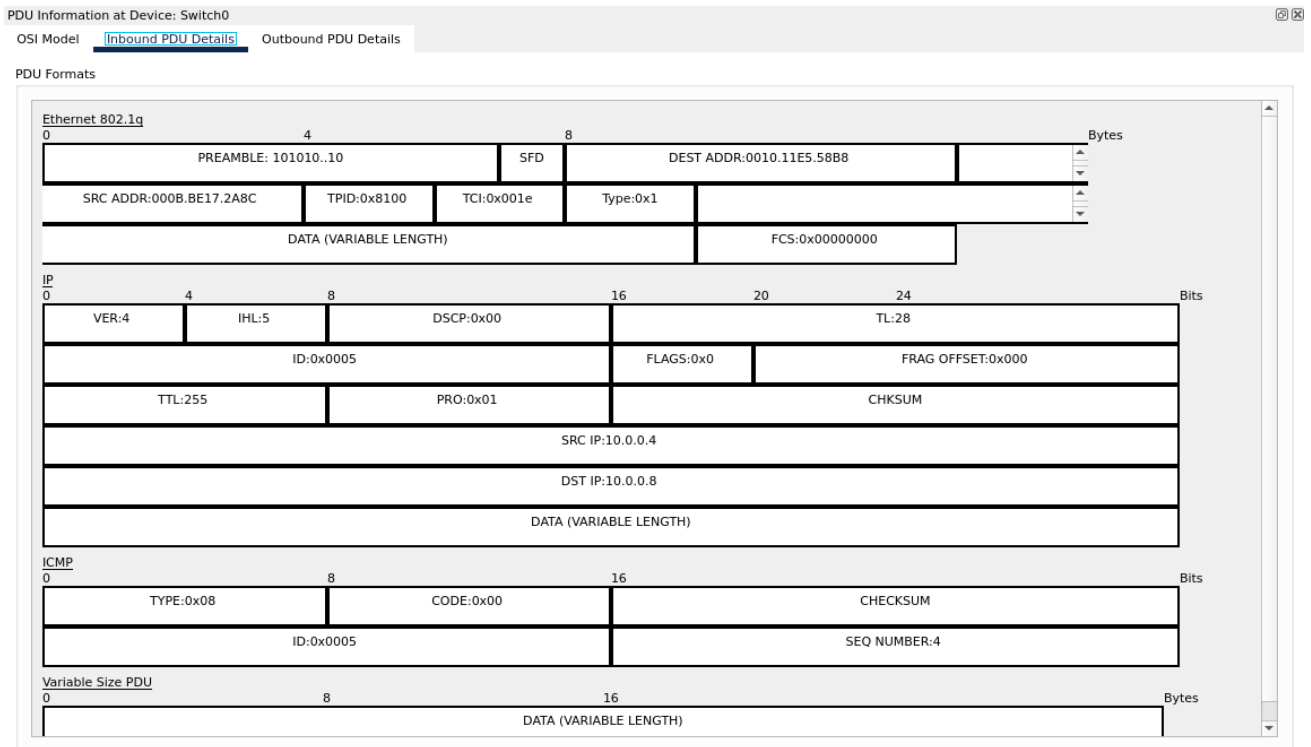 PDU Information at Device: Switch0
OSI Model Inbound PDU Details Outbound PDU Details
PDU Formats
Ethernet 802.1q
0 4 8 Bytes
PREAMBLE: 101010..10 SFD DEST ADDR:0010.11E5.58B8
SRC ADDR:000B.BE17.2A8C TPID:0x8100 TCI:0x001e Type:0x1
DATA (VARIABLE LENGTH) FCS:0x00000000
IP
0 4 8 16 20 24 Bits
VER:4 IHL:5 DSCP:0x00 TL:28
ID:0x0005 FLAGS:0x0 FRAG OFFSET:0x000
TTL:255 PRO:0x01 CHKSUM
SRC IP:10.0.0.4
DST IP:10.0.0.8
DATA (VARIABLE LENGTH)
ICMP
0 8 16 Bits
TYPE:0x08 CODE:0x00 CHECKSUM
ID:0x0005 SEQ NUMBER:4
Variable Size PDU
0 8 16 Bytes
DATA (VARIABLE LENGTH)